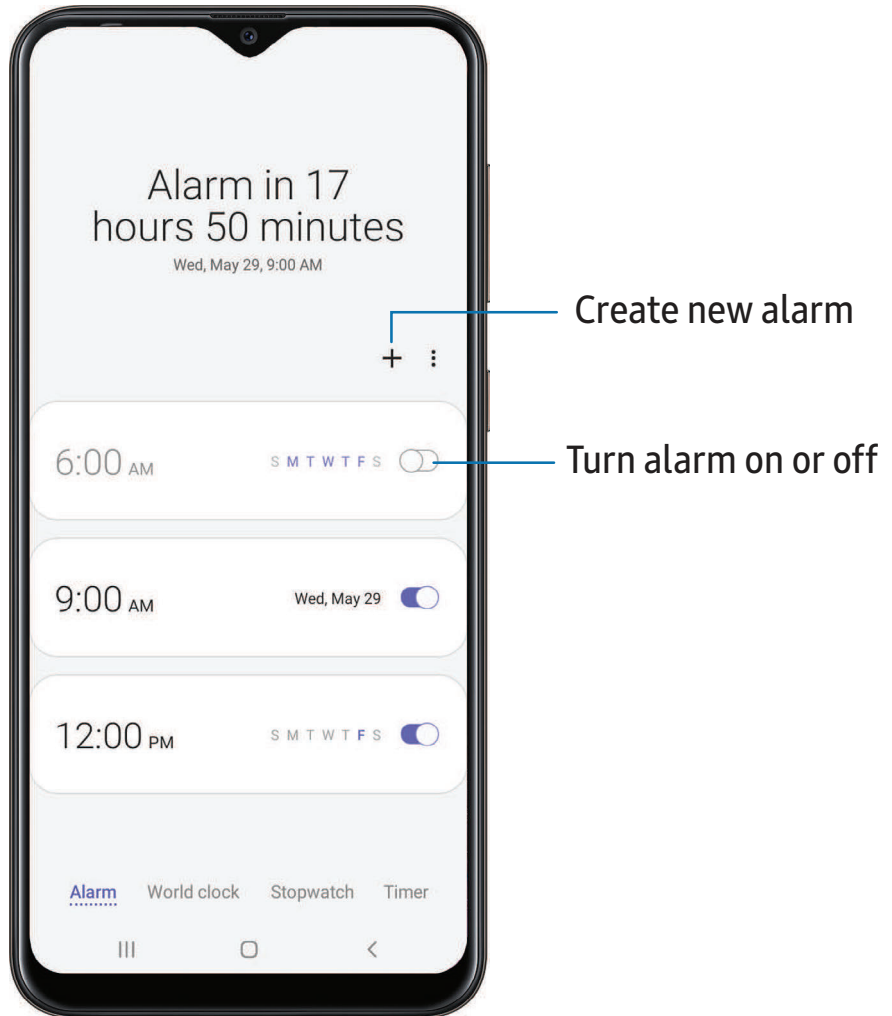 Alarm in 17
hours 50 minutes
Wed, May 29, 9:00 AM
Create new alarm
6:00 AM S M T W T F S
Turn alarm on or off
9:00 AM Wed, May 29
12:00 PM S M T W T F S
Alarm World clock Stopwatch Timer